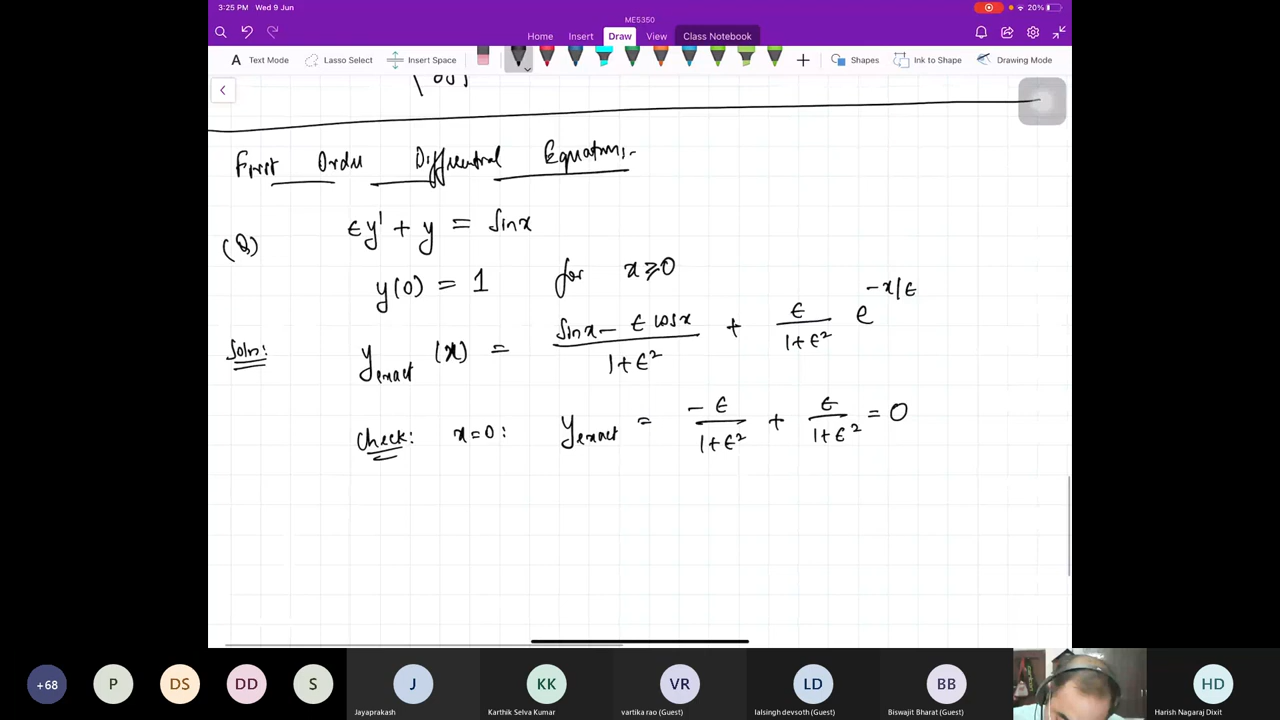 3:25 PM Wed 9 Jun
20%
ME5350
Home Insert Draw View Class Notebook
Text Mode Lasso Select Insert Space Shapes Ink to Shape Drawing Mode
First Order Differential Equations.
(Q) ϵy' + y = sinx
y(0) = 1 for x ≥ 0
Soln: y_exact (x) = (sinx - ϵ cosx)/(1+ϵ²) + ϵ/(1+ϵ²) e^(-x/ϵ)
Check: x=0: y_exact = -ϵ/(1+ϵ²) + ϵ/(1+ϵ²) = 0
+68 P DS DD S J KK VR LD BB HD
Jayaprakash Karthik Selva Kumar vartika rao (Guest) lalsingh devsoth (Guest) Biswajit Bharat (Guest) Harish Nagaraj Dixit